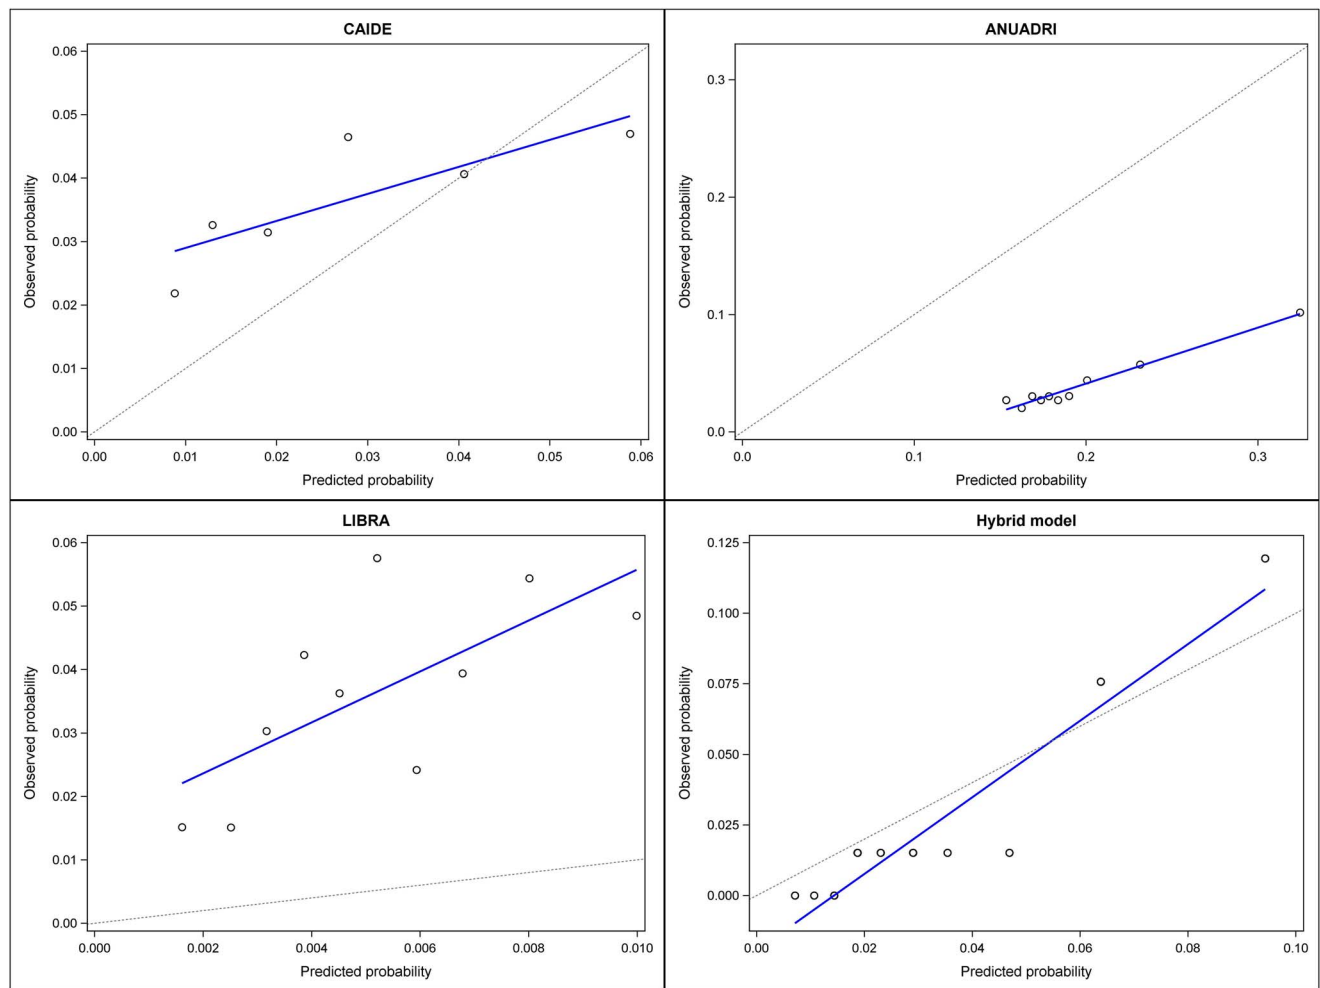 CAIDE
0.06
0.05
0.04
0.03
0.02
0.01
0.00
Observed probability
0.00 0.01 0.02 0.03 0.04 0.05 0.06
Predicted probability
ANUADRI
0.3
0.2
0.1
0.0
Observed probability
0.0 0.1 0.2 0.3
Predicted probability
LIBRA
0.06
0.05
0.04
0.03
0.02
0.01
0.00
Observed probability
0.000 0.002 0.004 0.006 0.008 0.010
Predicted probability
Hybrid model
0.125
0.100
0.075
0.050
0.025
0.000
Observed probability
0.00 0.02 0.04 0.06 0.08 0.10
Predicted probability